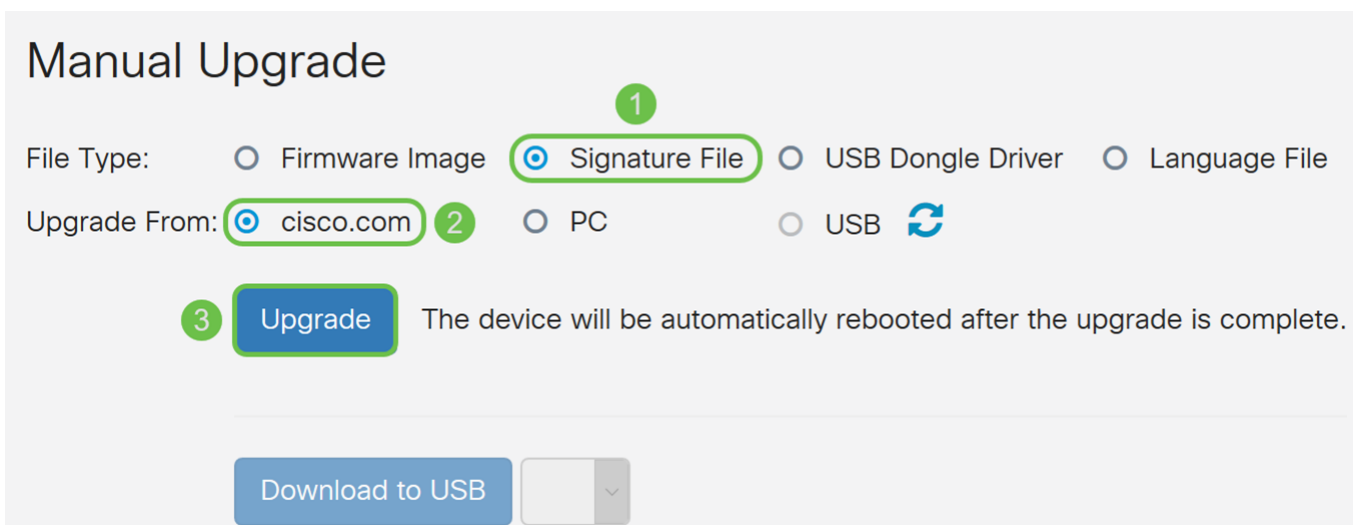 Manual Upgrade
1
File Type: Firmware Image Signature File USB Dongle Driver Language File
Upgrade From: cisco.com 2 PC USB
3 Upgrade The device will be automatically rebooted after the upgrade is complete.
Download to USB